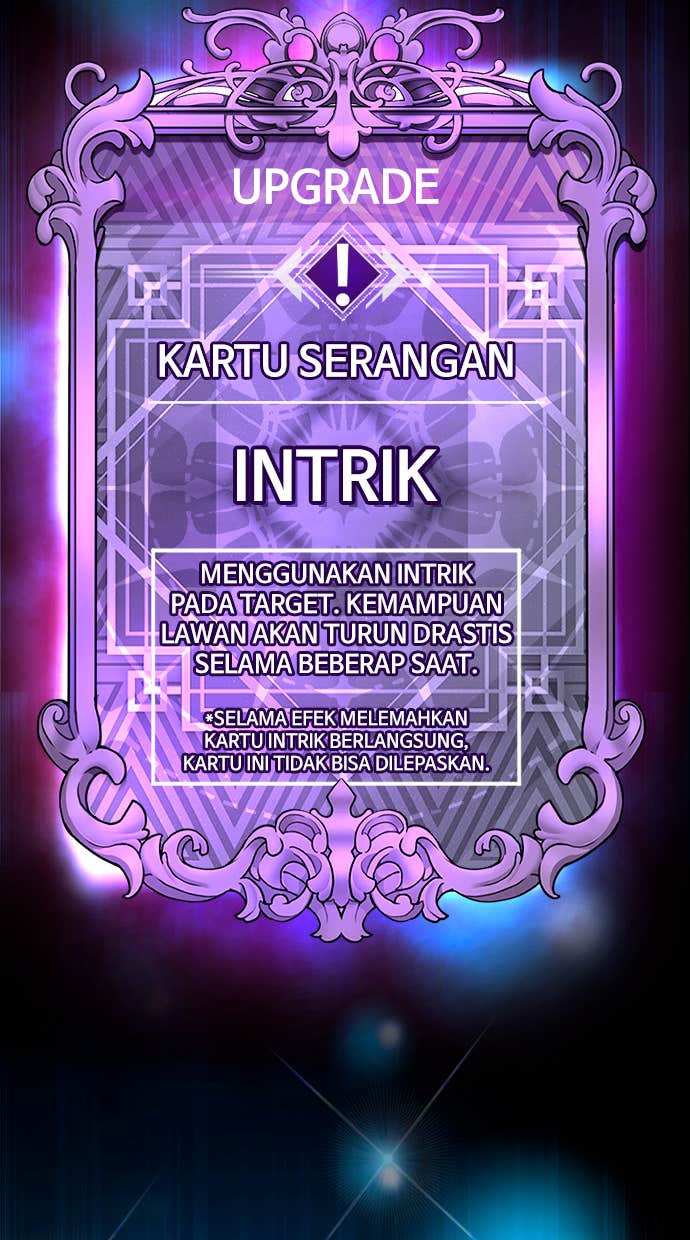 UPGRADE
!
KARTU SERANGAN
INTRIK
MENGGUNAKAN INTRIK
PADA TARGET. KEMAMPUAN
LAWAN AKAN TURUN DRASTIS
SELAMA BEBERAP SAAT.
*SELAMA EFEK MELEMAHKAN
KARTU INTRIK BERLANGSUNG,
KARTU INI TIDAK BISA DILEPASKAN.